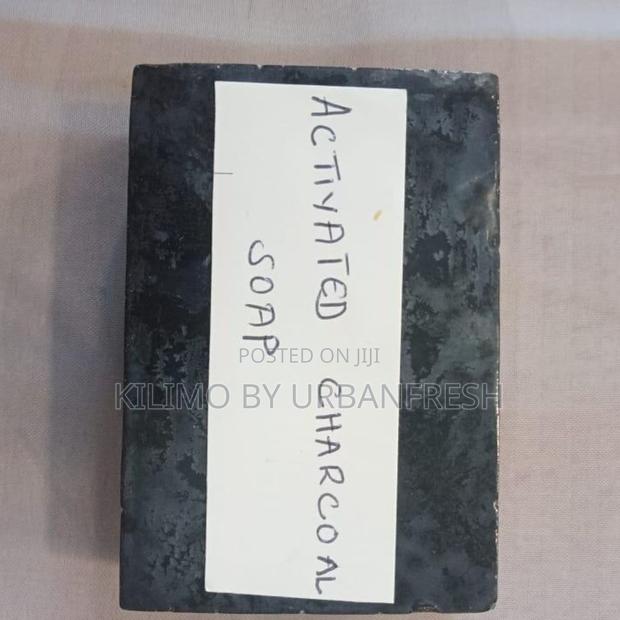 ACTIVATED CHARCOAL
SOAP
POSTED ON JIJI
KILIMO BY URBANFRESH